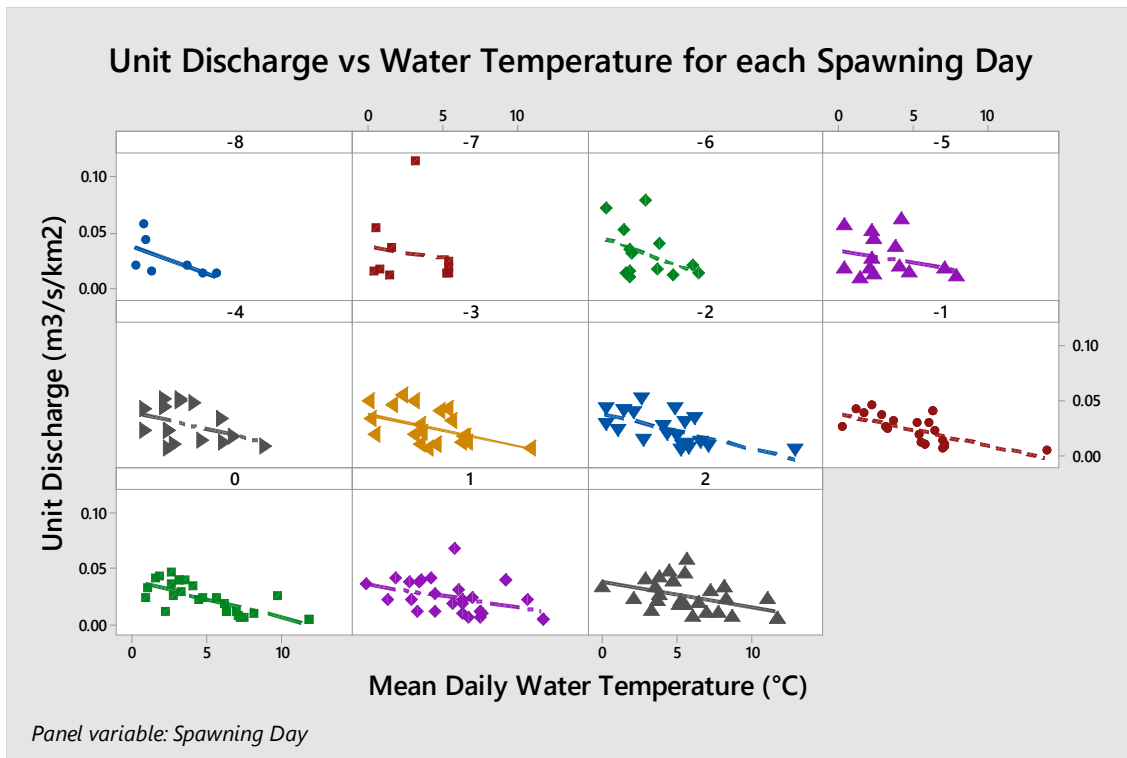 Unit Discharge vs Water Temperature for each Spawning Day
0 5 10 0 5 10
-8 -7 -6 -5
0.10
0.05
0.00
-4 -3 -2 -1
0.10
0.05
0.00
0 1 2
0.10
0.05
0.00
0 5 10 0 5 10
Unit Discharge (m3/s/km2)
Mean Daily Water Temperature (°C)
Panel variable: Spawning Day